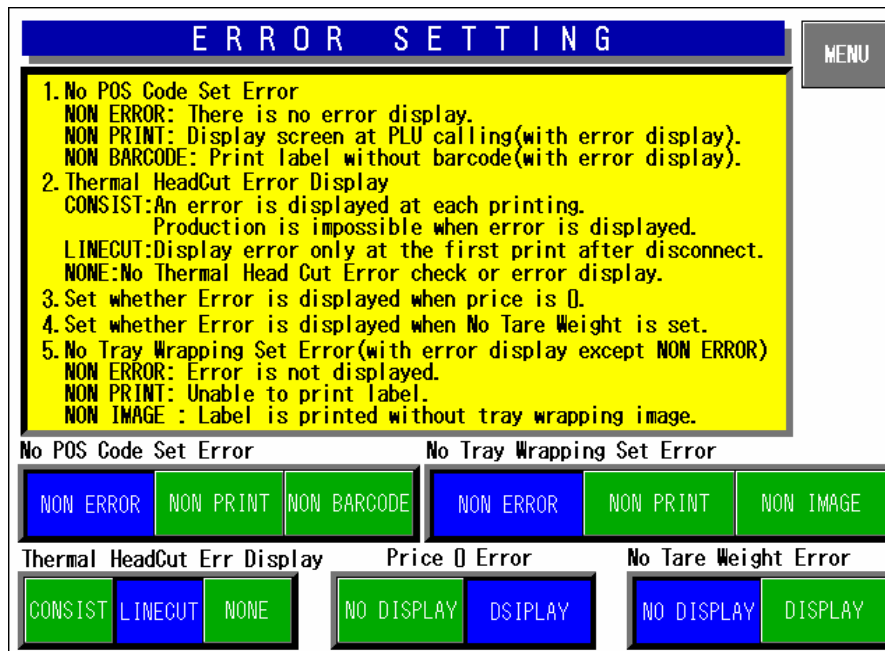 ERROR SETTING
MENU
1. No POS Code Set Error
NON ERROR: There is no error display.
NON PRINT: Display screen at PLU calling(with error display).
NON BARCODE: Print label without barcode(with error display).
2. Thermal HeadCut Error Display
CONSIST:An error is displayed at each printing.
Production is impossible when error is displayed.
LINECUT:Display error only at the first print after disconnect.
NONE:No Thermal Head Cut Error check or error display.
3. Set whether Error is displayed when price is 0.
4. Set whether Error is displayed when No Tare Weight is set.
5. No Tray Wrapping Set Error(with error display except NON ERROR)
NON ERROR: Error is not displayed.
NON PRINT: Unable to print label.
NON IMAGE : Label is printed without tray wrapping image.
No POS Code Set Error
No Tray Wrapping Set Error
NON ERROR NON PRINT NON BARCODE
NON ERROR NON PRINT NON IMAGE
Thermal HeadCut Err Display
Price 0 Error
No Tare Weight Error
CONSIST LINECUT NONE
NO DISPLAY DSIPLAY
NO DISPLAY DISPLAY